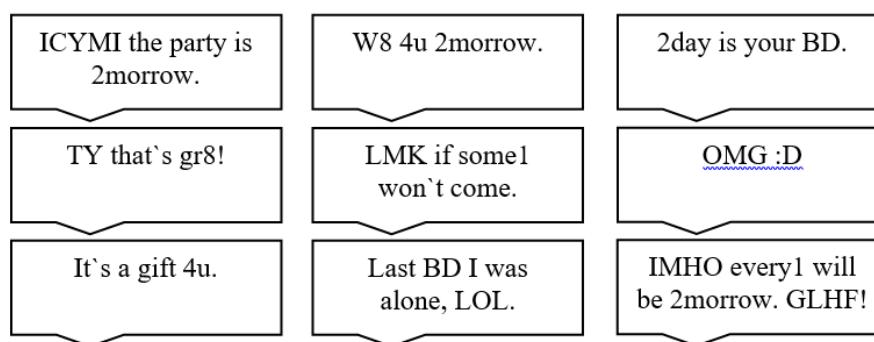 ICYMI the party is
2morrow.
W8 4u 2morrow.
2day is your BD.
TY that`s gr8!
LMK if some1
won`t come.
OMG :D
It`s a gift 4u.
Last BD I was
alone, LOL.
IMHO every1 will
be 2morrow. GLHF!